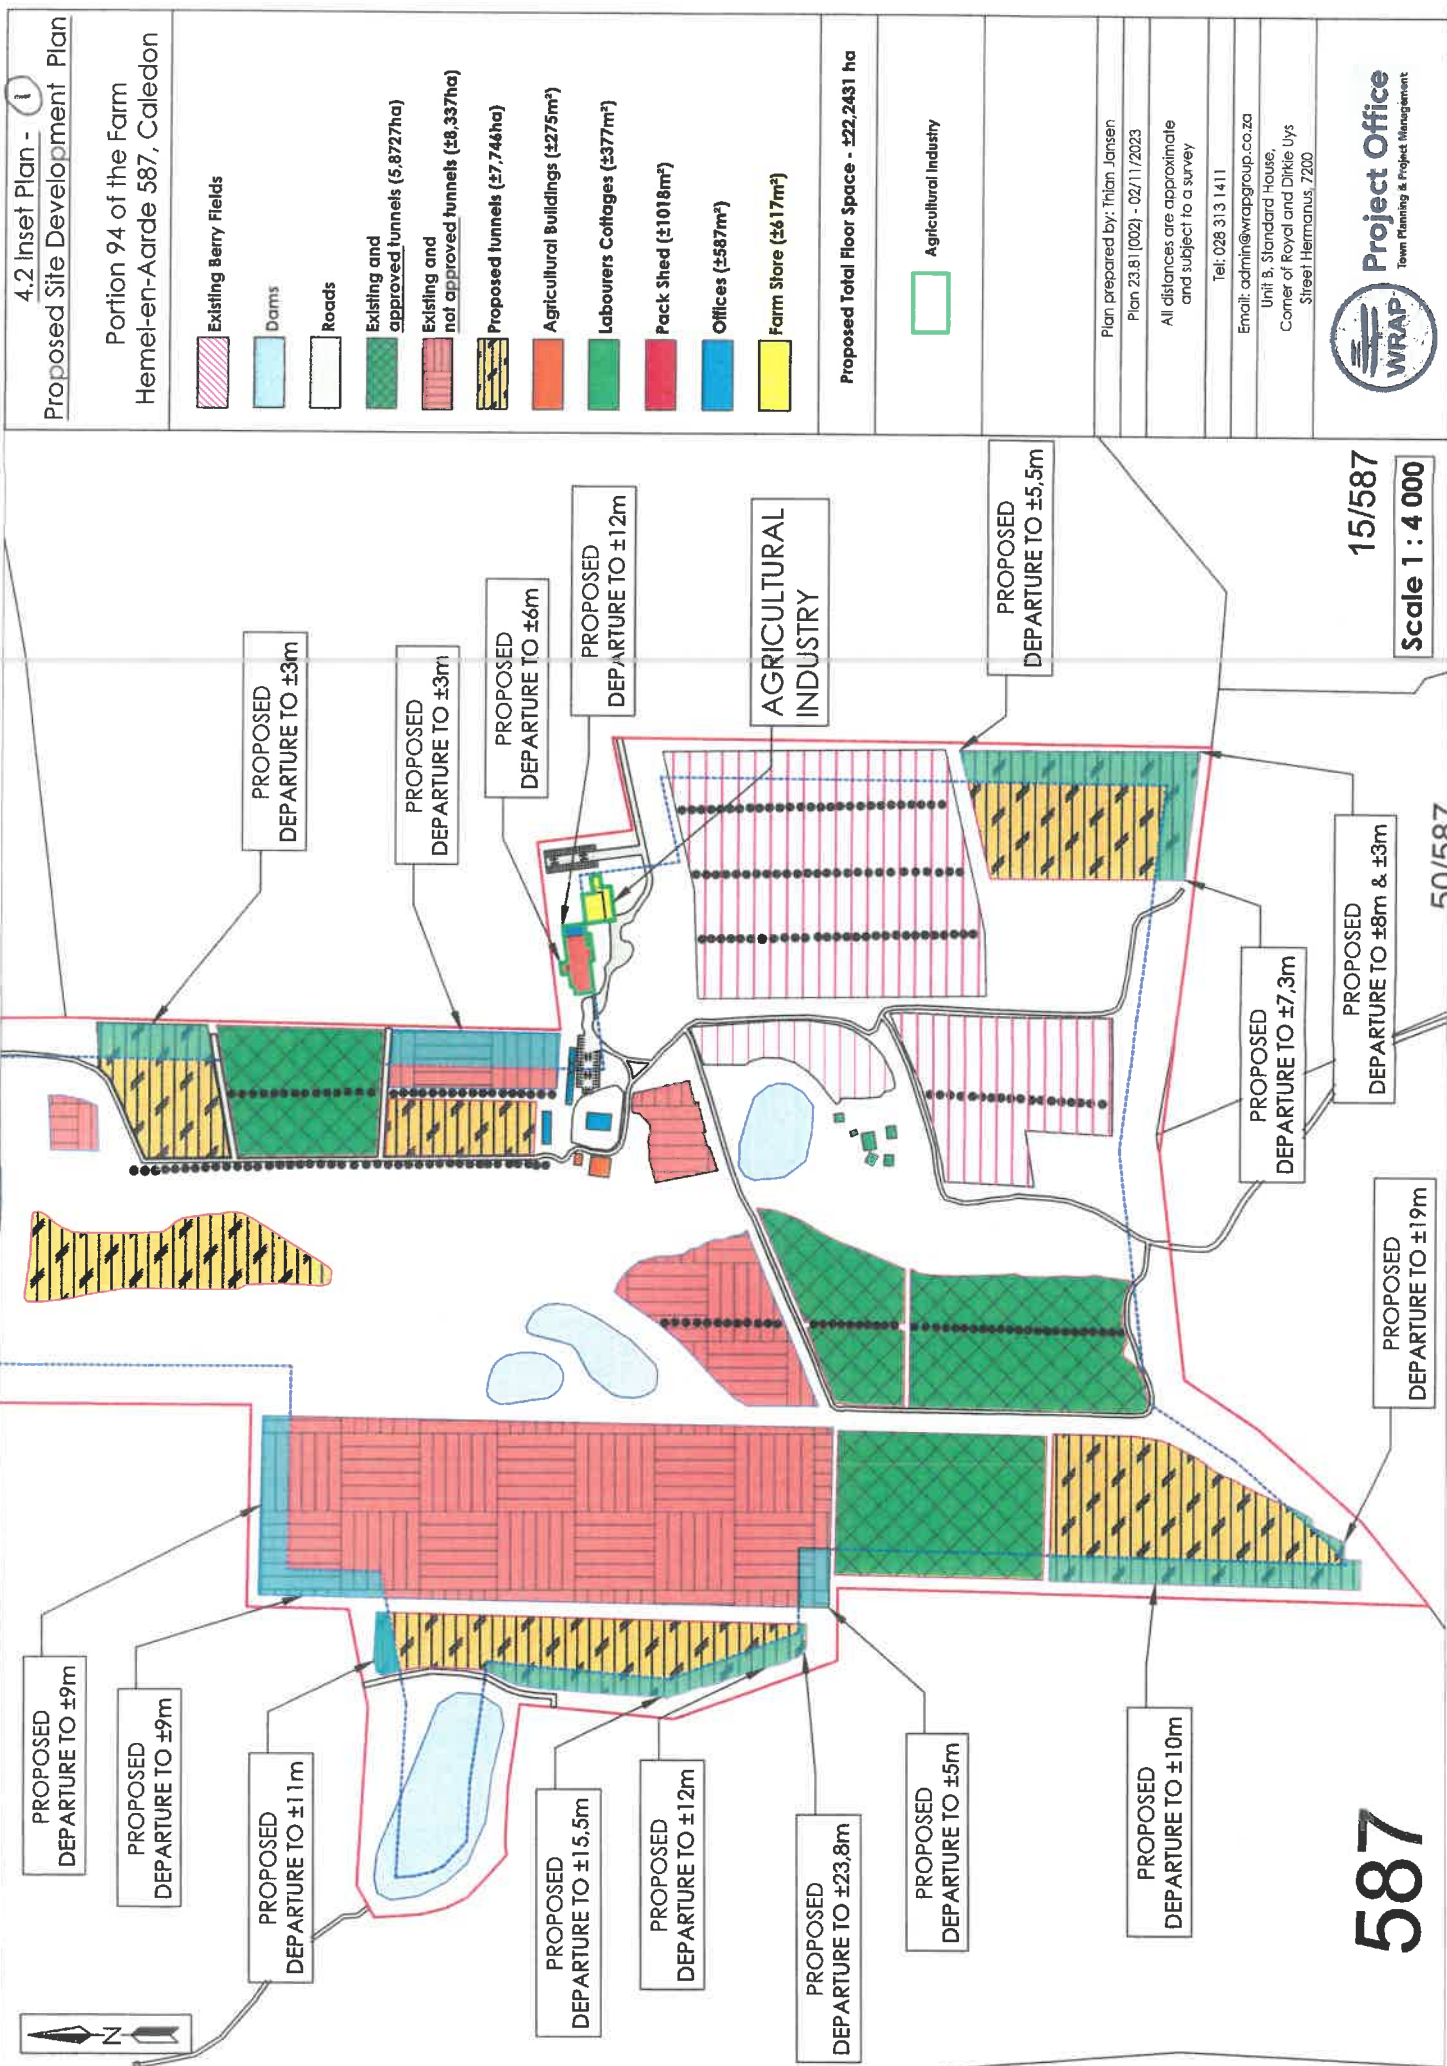 4.2 Inset Plan - 1
Proposed Site Development Plan
Portion 94 of the Farm
Hemel-en-Aarde 587, Caledon
Existing Berry Fields
Dams
Roads
Existing and
approved tunnels (5,8727ha)
Existing and
not approved tunnels (±8,337ha)
Proposed tunnels (±7,746ha)
Agricultural Buildings (±275m²)
Labourers Cottages (±377m²)
Pack Shed (±1018m²)
Offices (±587m²)
Farm Store (±617m²)
Proposed Total Floor Space - ±22,2431 ha
Agricultural Industry
Plan prepared by: Thian Jansen
Plan 23.81(002) - 02/11/2023
All distances are approximate
and subject to a survey
Tel: 028 313 1411
Email: admin@wrapgroup.co.za
Unit B, Standard House,
Corner of Royal and Dirkie Uys
Street Hermanus, 7200
WRAP
Project Office
Town Planning & Project Management
PROPOSED
DEPARTURE TO ±3m
PROPOSED
DEPARTURE TO ±3m
PROPOSED
DEPARTURE TO ±6m
PROPOSED
DEPARTURE TO ±12m
AGRICULTURAL
INDUSTRY
PROPOSED
DEPARTURE TO ±5,5m
15/587
Scale 1 : 4 000
PROPOSED
DEPARTURE TO ±7,3m
PROPOSED
DEPARTURE TO ±8m & ±3m
50/587
PROPOSED
DEPARTURE TO ±19m
PROPOSED
DEPARTURE TO ±9m
PROPOSED
DEPARTURE TO ±9m
PROPOSED
DEPARTURE TO ±11m
PROPOSED
DEPARTURE TO ±15,5m
PROPOSED
DEPARTURE TO ±12m
PROPOSED
DEPARTURE TO ±23,8m
PROPOSED
DEPARTURE TO ±5m
PROPOSED
DEPARTURE TO ±10m
587
N